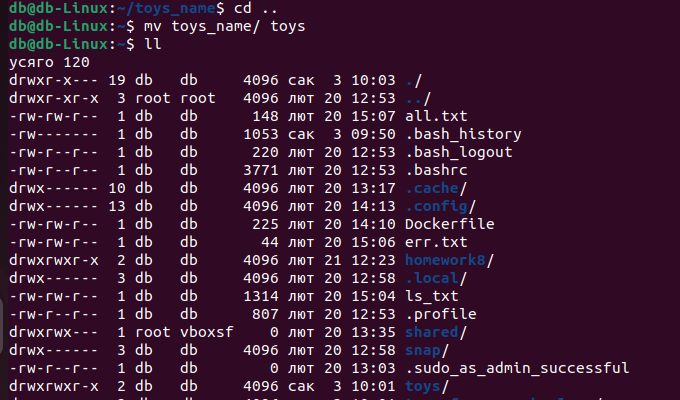 db@db-Linux:~/toys_name$ cd ..
db@db-Linux:~$ mv toys_name/ toys
db@db-Linux:~$ ll
усяго 120
drwxr-x--- 19 db   db     4096 сак  3 10:03 ./
drwxr-xr-x  3 root root   4096 лют 20 12:53 ../
-rw-rw-r--  1 db   db      148 лют 20 15:07 all.txt
-rw-------  1 db   db     1053 сак  3 09:50 .bash_history
-rw-r--r--  1 db   db      220 лют 20 12:53 .bash_logout
-rw-r--r--  1 db   db     3771 лют 20 12:53 .bashrc
drwx------ 10 db   db     4096 лют 20 13:17 .cache/
drwx------ 13 db   db     4096 лют 20 14:13 .config/
-rw-rw-r--  1 db   db      225 лют 20 14:10 Dockerfile
-rw-rw-r--  1 db   db       44 лют 20 15:06 err.txt
drwxrwxr-x  2 db   db     4096 лют 21 12:23 homework8/
drwx------  3 db   db     4096 лют 20 12:58 .local/
-rw-rw-r--  1 db   db     1314 лют 20 15:04 ls_txt
-rw-r--r--  1 db   db      807 лют 20 12:53 .profile
drwxrwx---  1 root vboxsf    0 лют 20 13:35 shared/
drwx------  3 db   db     4096 лют 20 12:58 snap/
-rw-r--r--  1 db   db        0 лют 20 13:03 .sudo_as_admin_successful
drwxrwxr-x  2 db   db     4096 сак  3 10:01 toys/